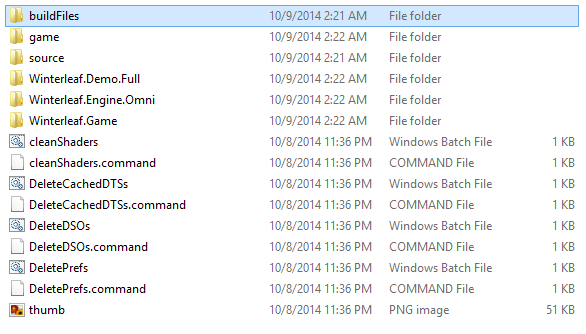 buildFiles 10/9/2014 2:21 AM File folder
game 10/9/2014 2:22 AM File folder
source 10/9/2014 2:21 AM File folder
Winterleaf.Demo.Full 10/9/2014 2:22 AM File folder
Winterleaf.Engine.Omni 10/9/2014 2:22 AM File folder
Winterleaf.Game 10/9/2014 2:22 AM File folder
cleanShaders 10/8/2014 11:36 PM Windows Batch File 1 KB
cleanShaders.command 10/8/2014 11:36 PM COMMAND File 1 KB
DeleteCachedDTSs 10/8/2014 11:36 PM Windows Batch File 1 KB
DeleteCachedDTSs.command 10/8/2014 11:36 PM COMMAND File 1 KB
DeleteDSOs 10/8/2014 11:36 PM Windows Batch File 1 KB
DeleteDSOs.command 10/8/2014 11:36 PM COMMAND File 1 KB
DeletePrefs 10/8/2014 11:36 PM Windows Batch File 1 KB
DeletePrefs.command 10/8/2014 11:36 PM COMMAND File 1 KB
thumb 10/8/2014 11:36 PM PNG image 51 KB